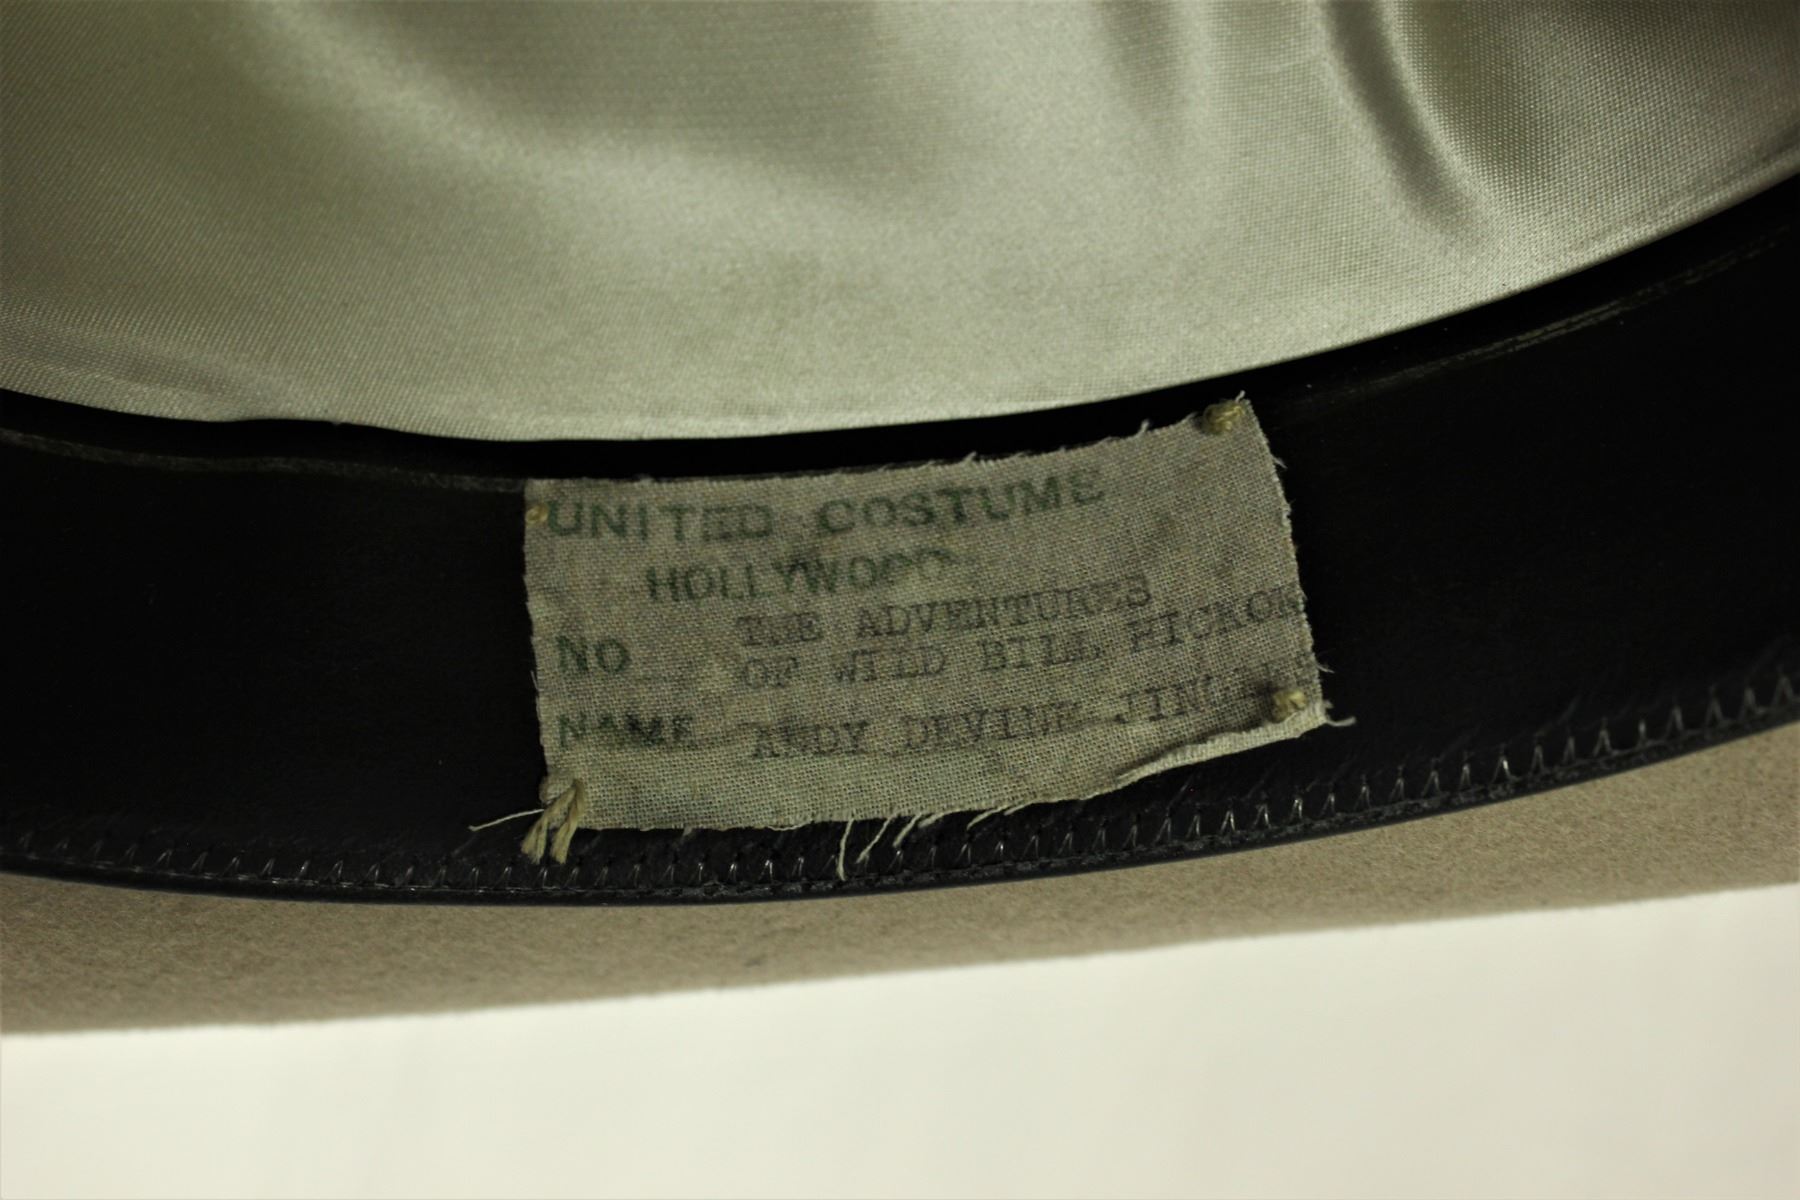 UNITED COSTUME
HOLLYWOOD
THE ADVENTURES
NO OF WILD BILL HICKOK
NAME ANDY DEVINE-JINGLES